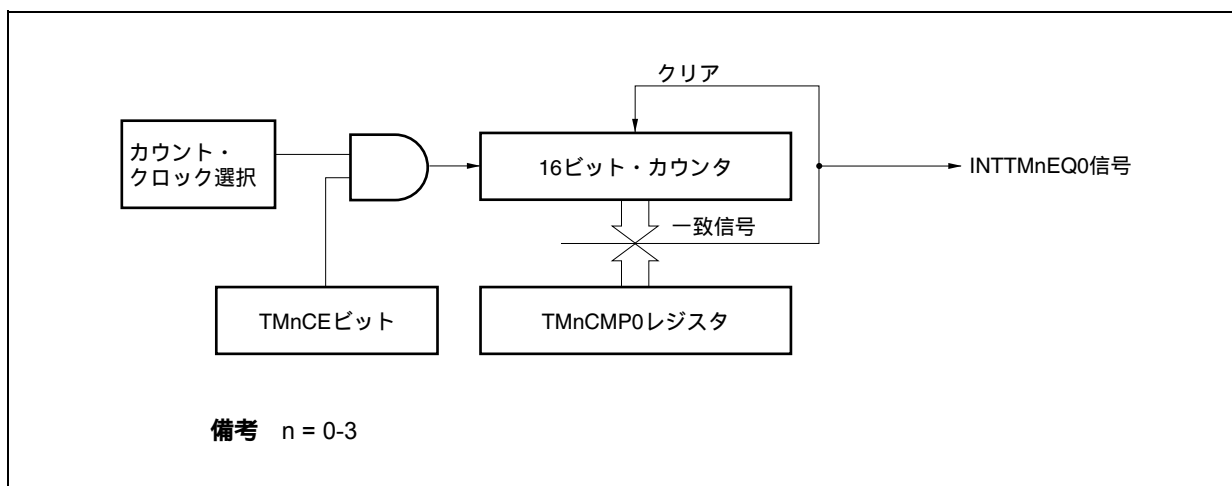 クリア
カウント・
クロック選択
16ビット・カウンタ
INTTMnEQ0信号
一致信号
TMnCEビット
TMnCMP0レジスタ
備考 n = 0-3